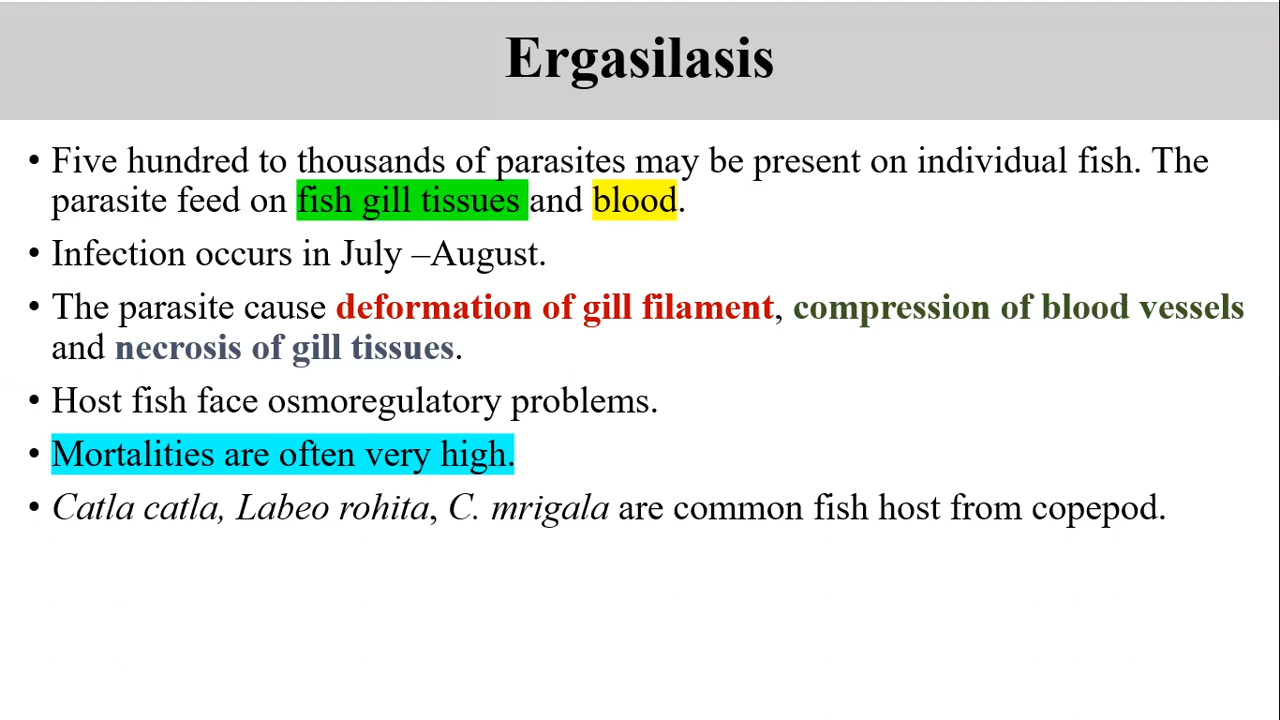 Ergasilasis
• Five hundred to thousands of parasites may be present on individual fish. The
parasite feed on fish gill tissues and blood.
• Infection occurs in July –August.
• The parasite cause deformation of gill filament, compression of blood vessels
and necrosis of gill tissues.
• Host fish face osmoregulatory problems.
• Mortalities are often very high.
• Catla catla, Labeo rohita, C. mrigala are common fish host from copepod.